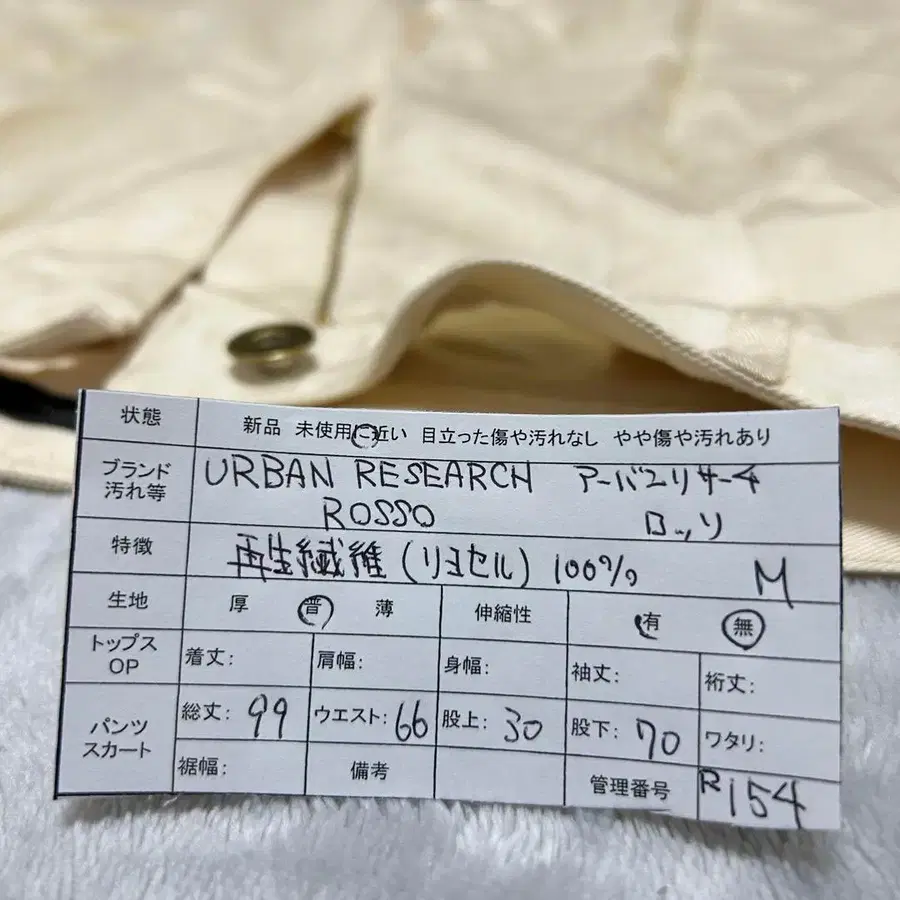 状態 新品 未使用に近い 目立った傷や汚れなし やや傷や汚れあり
ブランド 汚れ等 URBAN RESEARCH アーバンリサーチ
ROSSO ロッソ
特徴 再生繊維(リヨセル) 100% M
生地 厚 普 薄 伸縮性 有 無
トップス OP 着丈: 肩幅: 身幅: 袖丈: 裄丈:
パンツ スカート 総丈: 99 ウエスト: 66 股上: 30 股下: 70 ワタリ:
裾幅: 備考 管理番号 R154